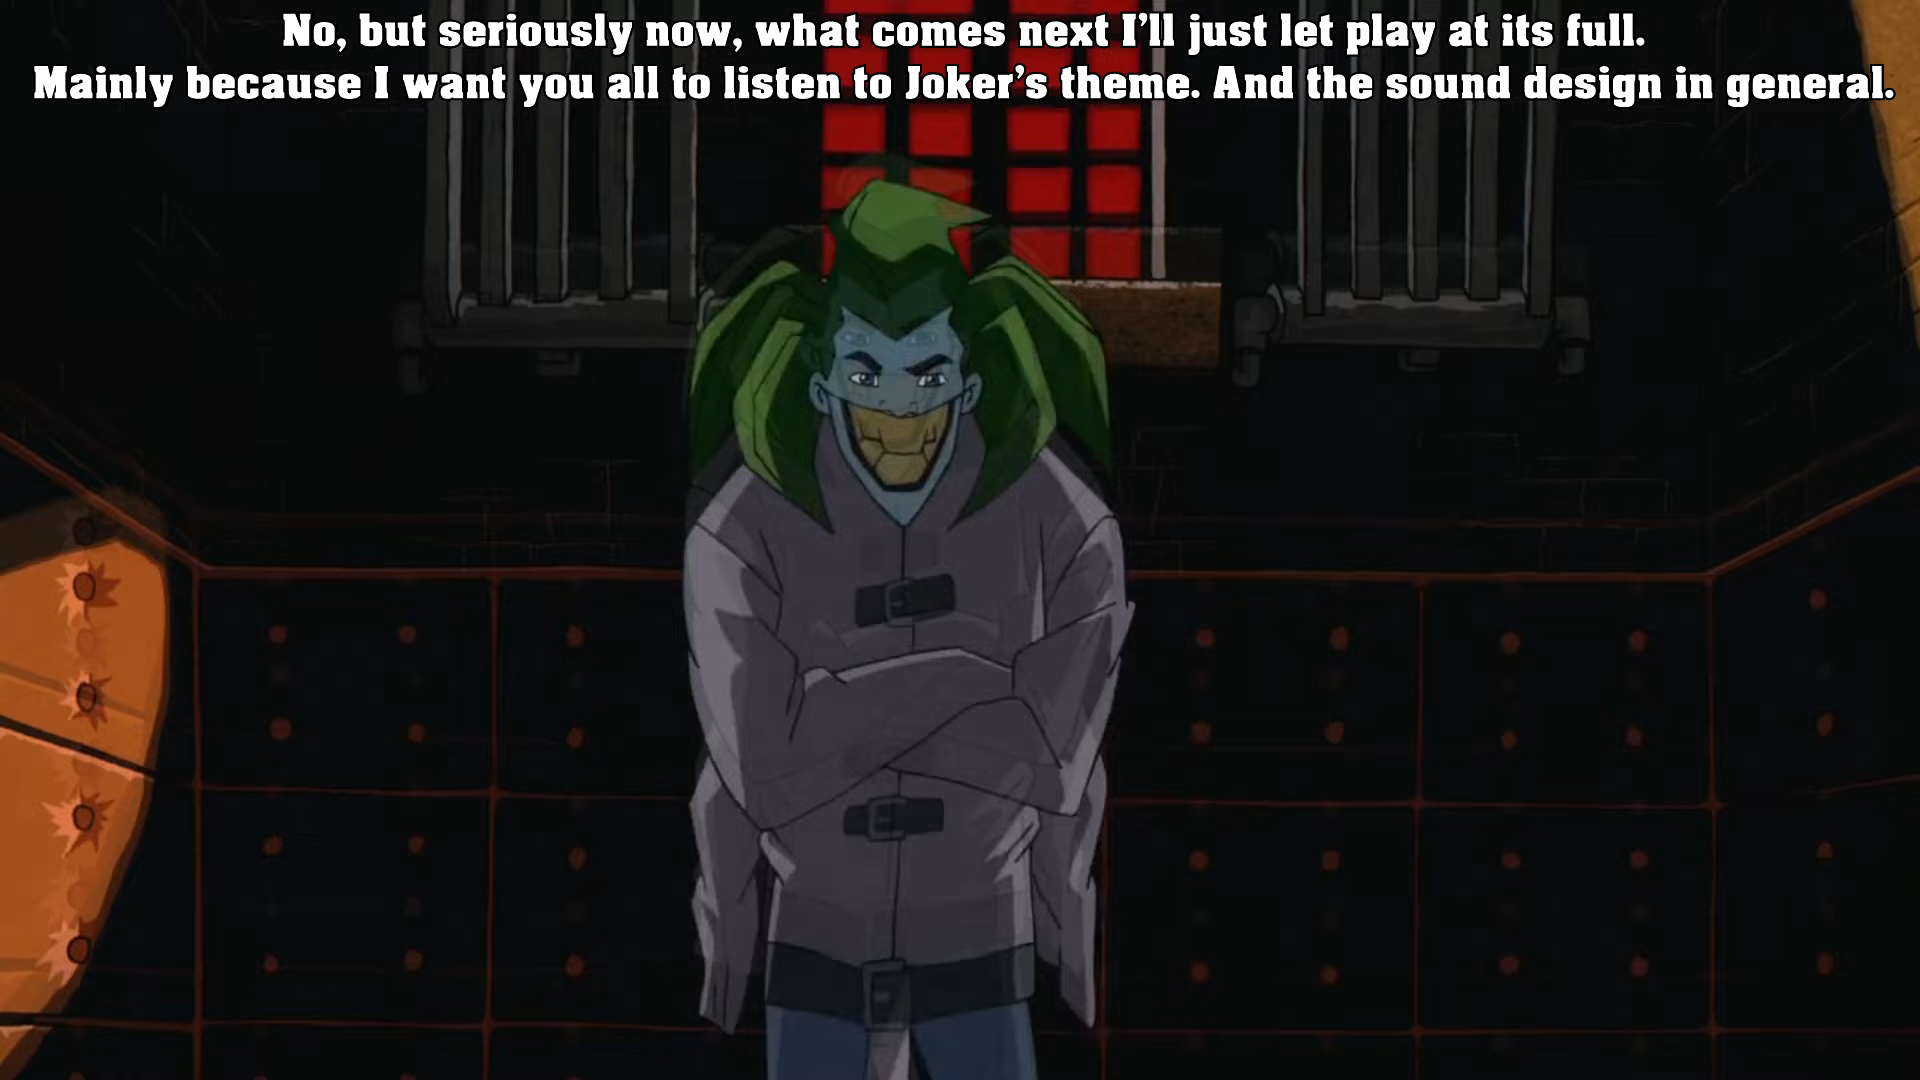 No, but seriously now, what comes next I’ll just let play at its full.
Mainly because I want you all to listen to Joker’s theme. And the sound design in general.